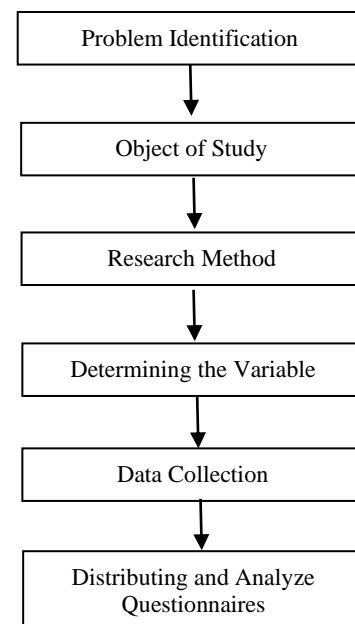 Problem Identification
Object of Study
Research Method
Determining the Variable
Data Collection
Distributing and Analyze
Questionnaires